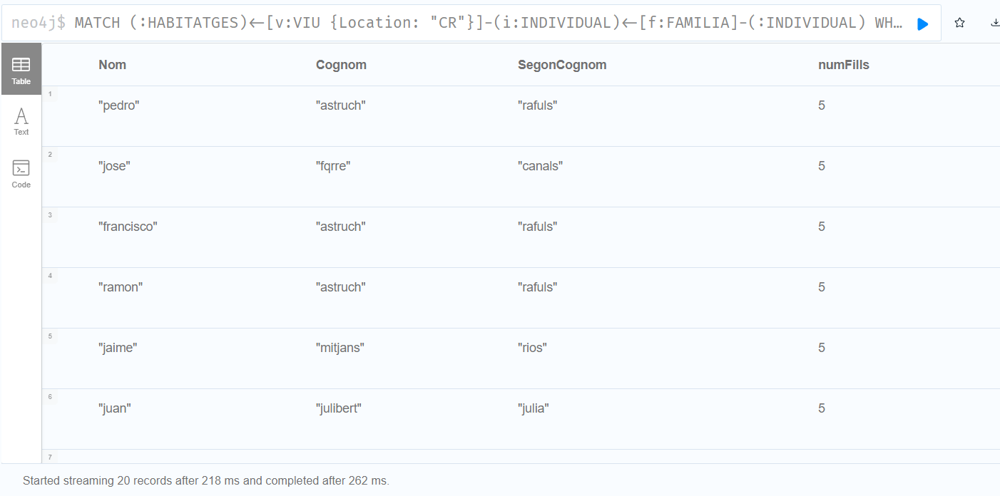 neo4j$ MATCH (:HABITATGES)<-[v:VIU {Location: "CR"}]-(i:INDIVIDUAL)<-[f:FAMILIA]-(:INDIVIDUAL) WH…
Table
Text
Code
Nom Cognom SegonCognom numFills
1 "pedro" "astruch" "rafuls" 5
2 "jose" "fqrre" "canals" 5
3 "francisco" "astruch" "rafuls" 5
4 "ramon" "astruch" "rafuls" 5
5 "jaime" "mitjans" "rios" 5
6 "juan" "julibert" "julia" 5
7
Started streaming 20 records after 218 ms and completed after 262 ms.